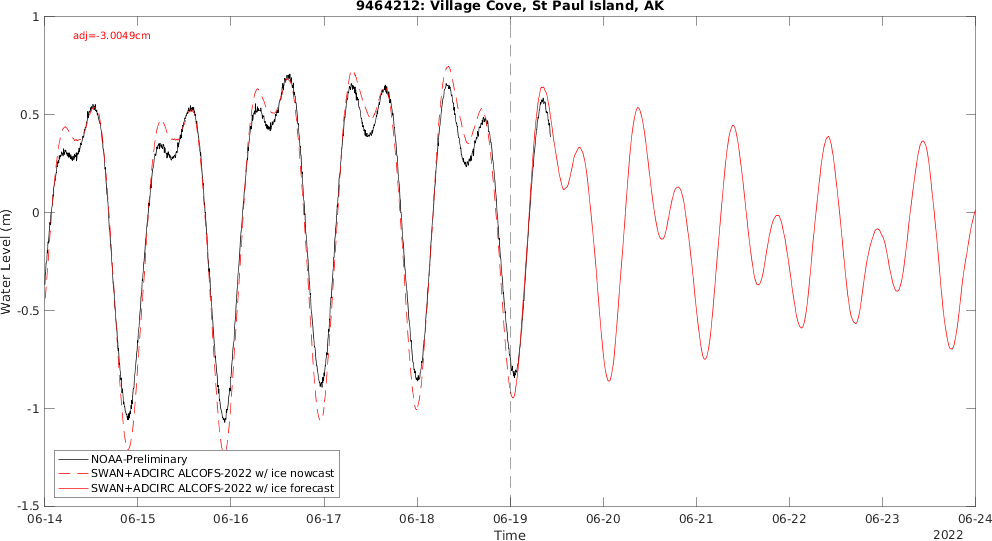 9464212: Village Cove, St Paul Island, AK
adj=-3.0049cm
Water Level (m)
1
0.5
0
-0.5
-1
-1.5
NOAA-Preliminary
SWAN+ADCIRC ALCOFS-2022 w/ ice nowcast
SWAN+ADCIRC ALCOFS-2022 w/ ice forecast
06-14 06-15 06-16 06-17 06-18 06-19 06-20 06-21 06-22 06-23 06-24
Time
2022